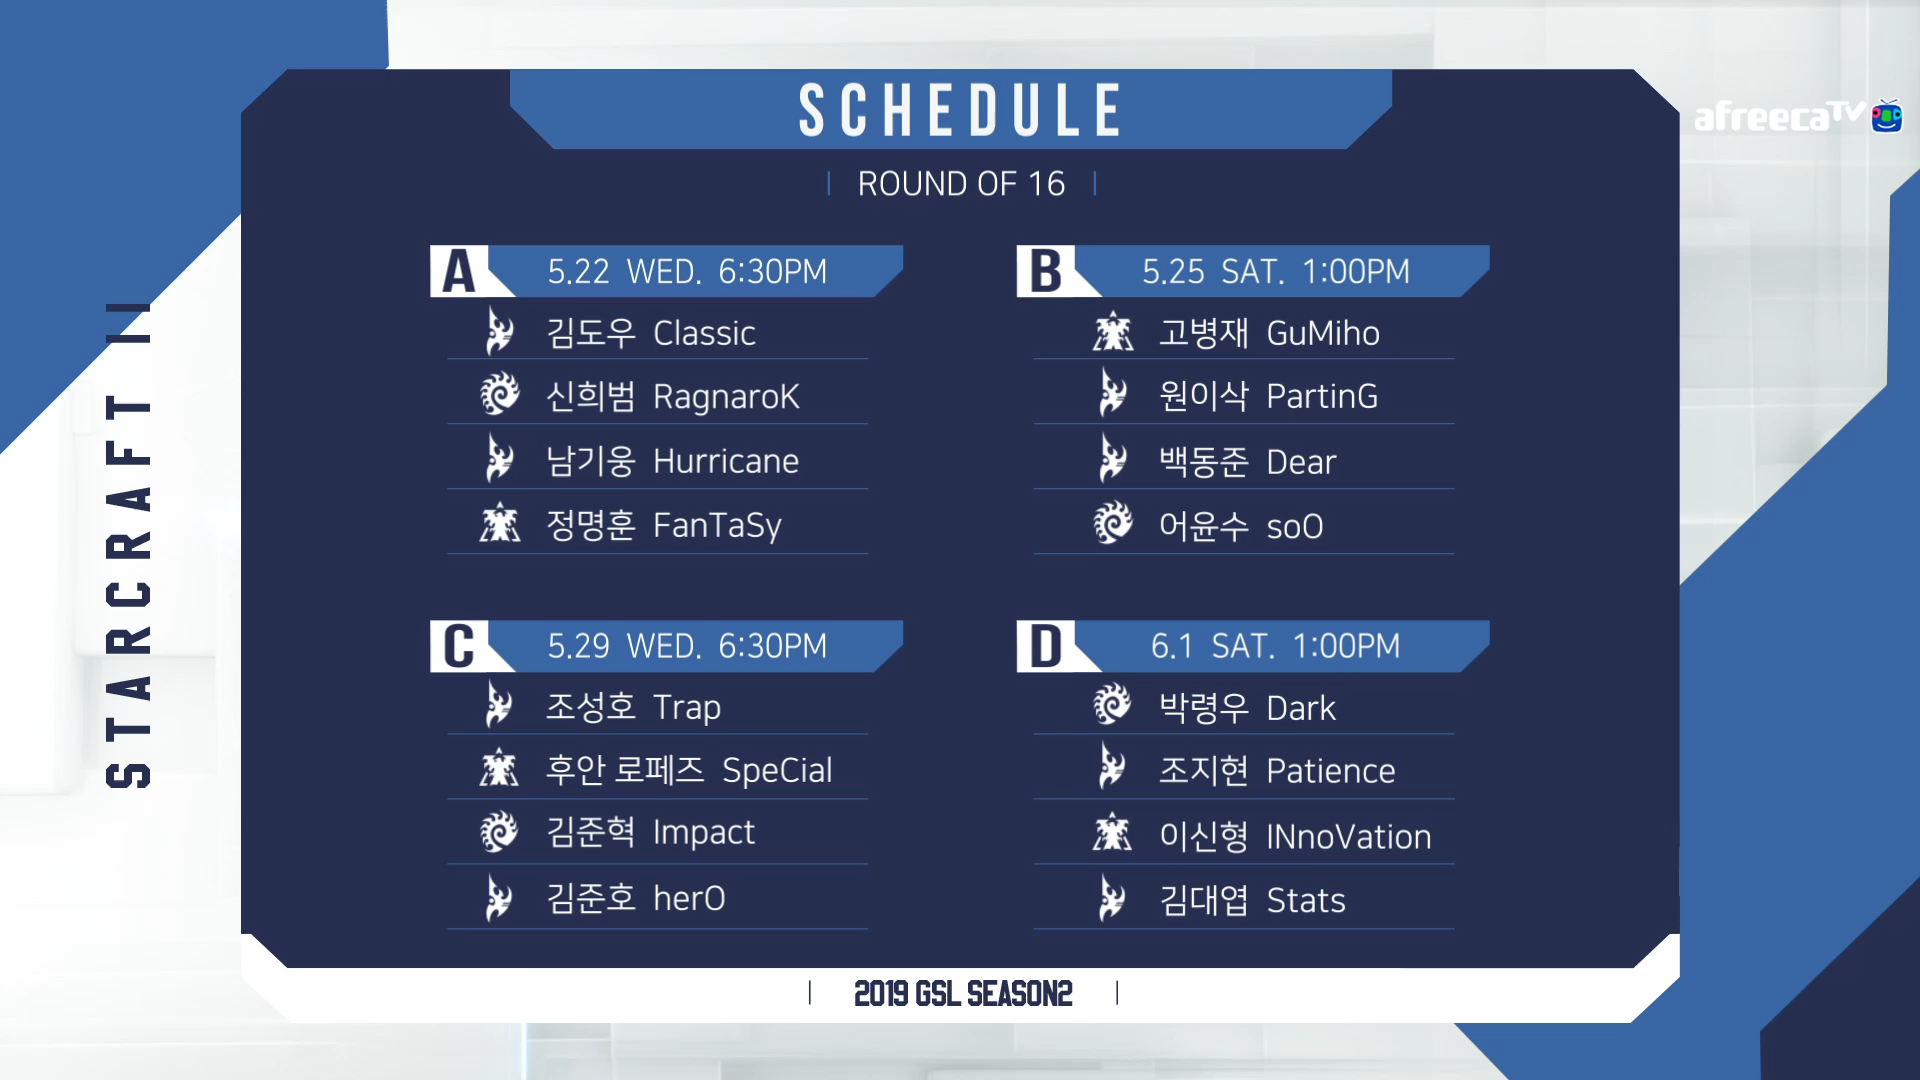 SCHEDULE
afreecaTV
ROUND OF 16
A 5.22 WED. 6:30PM
김도우 Classic
신희범 RagnaroK
남기웅 Hurricane
정명훈 FanTaSy
B 5.25 SAT. 1:00PM
고병재 GuMiho
원이삭 PartinG
백동준 Dear
어윤수 soO
C 5.29 WED. 6:30PM
조성호 Trap
후안 로페즈 SpeCial
김준혁 Impact
김준호 herO
D 6.1 SAT. 1:00PM
박령우 Dark
조지현 Patience
이신형 INnoVation
김대엽 Stats
STARCRAFT II
2019 GSL SEASON2